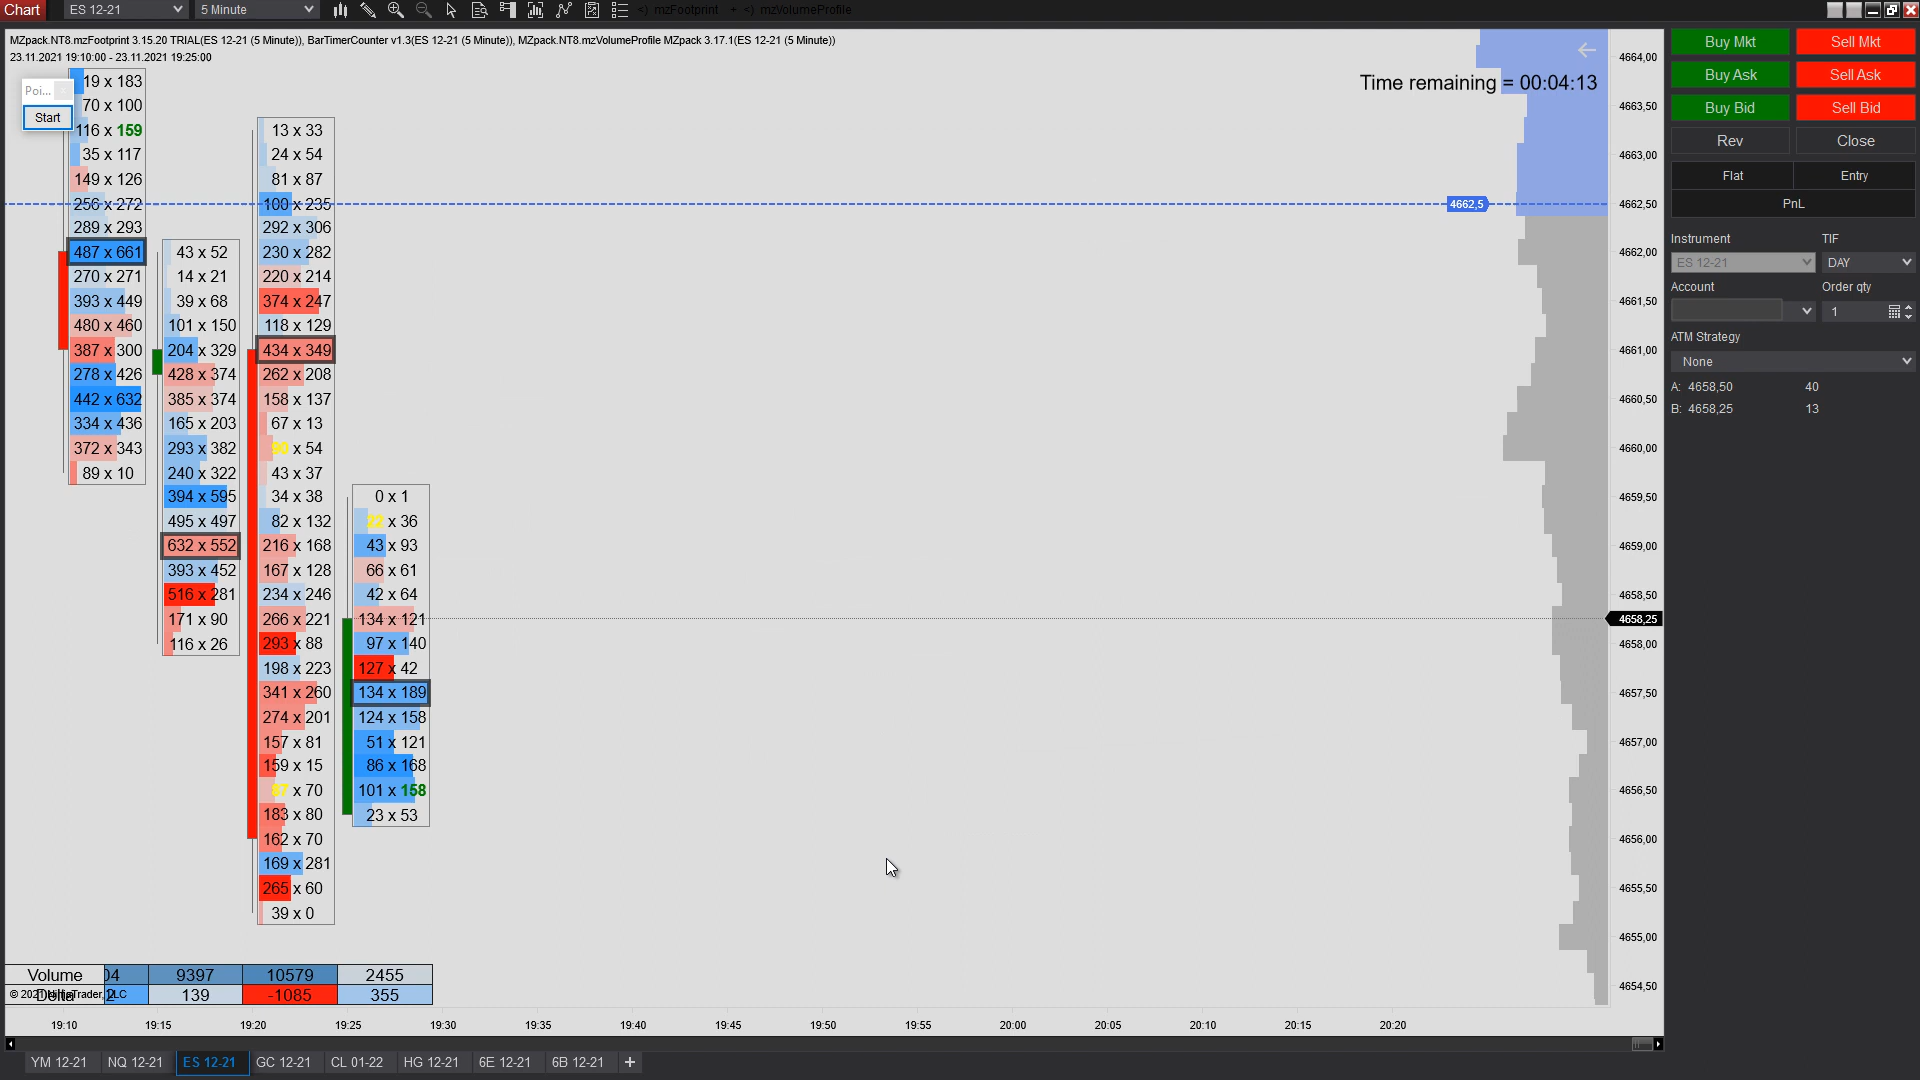 Chart ES 12-21 5 Minute mzFootprint + mzVolumeProfile
MZpack.NT8.mzFootprint 3.15.20 TRIAL(ES 12-21 (5 Minute)), BarTimerCounter v1.3(ES 12-21 (5 Minute)), MZpack.NT8.mzVolumeProfile MZpack 3.17.1(ES 12-21 (5 Minute))
23.11.2021 19:10:00 - 23.11.2021 19:25:00
Time remaining = 00:04:13
Poi...
Start
19 x 183
70 x 100
116 x 159
35 x 117
149 x 126
256 x 272
289 x 293
487 x 661
270 x 271
393 x 449
480 x 460
387 x 300
278 x 426
442 x 632
334 x 436
372 x 343
89 x 10
43 x 52
14 x 21
39 x 68
101 x 150
204 x 329
428 x 374
385 x 374
165 x 203
293 x 382
240 x 322
394 x 595
495 x 497
632 x 552
393 x 452
516 x 281
171 x 90
116 x 26
13 x 33
24 x 54
81 x 87
100 x 235
292 x 306
230 x 282
220 x 214
374 x 247
118 x 129
434 x 349
262 x 208
158 x 137
67 x 13
x 54
43 x 37
34 x 38
82 x 132
216 x 168
167 x 128
234 x 246
266 x 221
293 x 88
198 x 223
341 x 260
274 x 201
157 x 81
159 x 15
x 70
183 x 80
162 x 70
169 x 281
265 x 60
39 x 0
0 x 1
22 x 36
43 x 93
66 x 61
42 x 64
134 x 121
97 x 140
127 x 42
134 x 189
124 x 158
51 x 121
86 x 168
101 x 158
23 x 53
4662,5
4664,00
4663,50
4663,00
4662,50
4662,00
4661,50
4661,00
4660,50
4660,00
4659,50
4659,00
4658,50
4658,25
4658,00
4657,50
4657,00
4656,50
4656,00
4655,50
4655,00
4654,50
Volume 04 9397 10579 2455
Delta 2 139 -1085 355
© 2021 NinjaTrader, LLC
19:10 19:15 19:20 19:25 19:30 19:35 19:40 19:45 19:50 19:55 20:00 20:05 20:10 20:15 20:20
YM 12-21 NQ 12-21 ES 12-21 GC 12-21 CL 01-22 HG 12-21 6E 12-21 6B 12-21 +
Buy Mkt Sell Mkt
Buy Ask Sell Ask
Buy Bid Sell Bid
Rev Close
Flat Entry
PnL
Instrument TIF
ES 12-21 DAY
Account Order qty
1
ATM Strategy
None
A: 4658,50 40
B: 4658,25 13